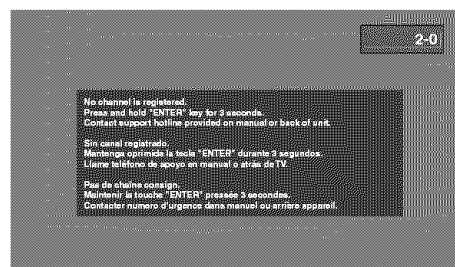 2-0
No channel is registered.
Press and hold "ENTER" key for 3 seconds.
Contact support hotline provided on manual or back of unit.
Sin canal registrado.
Mantenga oprimida la tecla "ENTER" durante 3 segundos.
Llame teléfono de apoyo en manual o atrás de TV.
Pas de chaîne consign.
Maintenir la touche "ENTER" pressée 3 secondes.
Contacter numero d'urgence dans manuel ou arrière appareil.